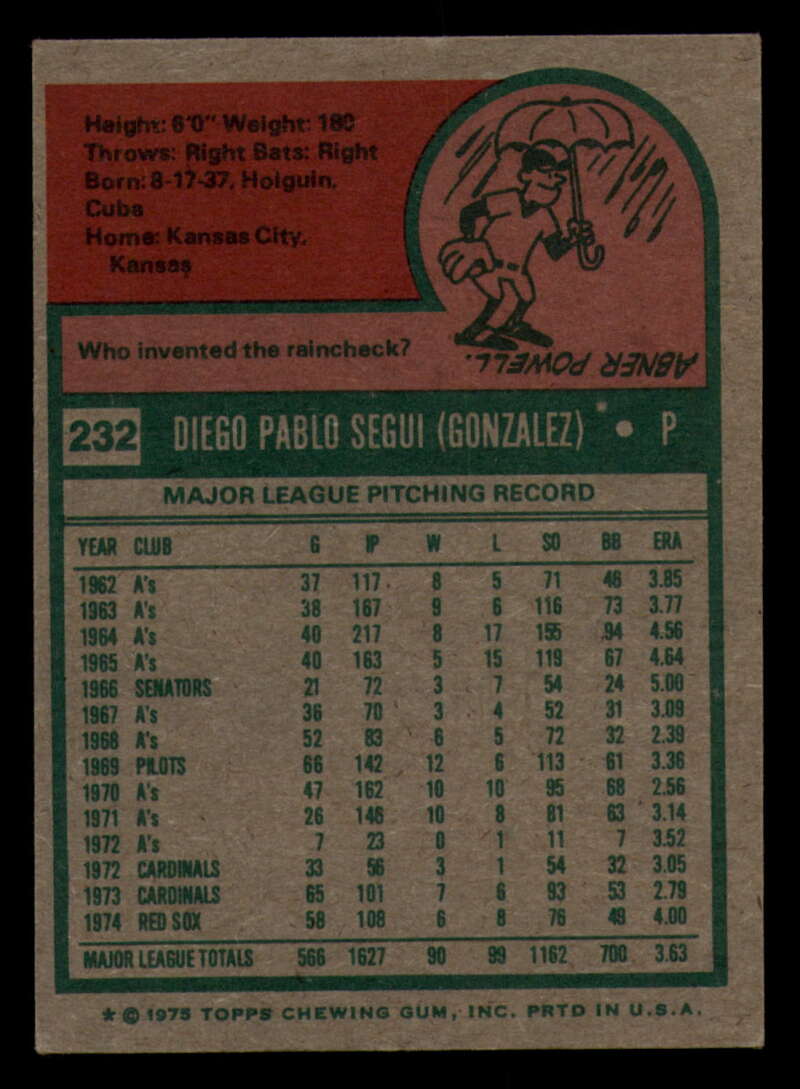 Height: 6'0" Weight: 180
Throws: Right Bats: Right
Born: 8-17-37, Holguin,
Cuba
Home: Kansas City,
Kansas
Who invented the raincheck?
ABNER POWELL.
232 DIEGO PABLO SEGUI (GONZALEZ) • P
MAJOR LEAGUE PITCHING RECORD
YEAR CLUB G IP W L SO BB ERA
1962 A's 37 117 8 5 71 46 3.85
1963 A's 38 167 9 6 116 73 3.77
1964 A's 40 217 8 17 155 94 4.56
1965 A's 40 163 5 15 119 67 4.64
1966 SENATORS 21 72 3 7 54 24 5.00
1967 A's 36 70 3 4 52 31 3.09
1968 A's 52 83 6 5 72 32 2.39
1969 PILOTS 66 142 12 6 113 61 3.36
1970 A's 47 162 10 10 95 68 2.56
1971 A's 26 146 10 8 81 63 3.14
1972 A's 7 23 0 1 11 7 3.52
1972 CARDINALS 33 56 3 1 54 32 3.05
1973 CARDINALS 65 101 7 6 93 53 2.79
1974 RED SOX 58 108 6 8 76 49 4.00
MAJOR LEAGUE TOTALS 566 1627 90 99 1162 700 3.63
* © 1975 TOPPS CHEWING GUM, INC. PRTD IN U.S.A.